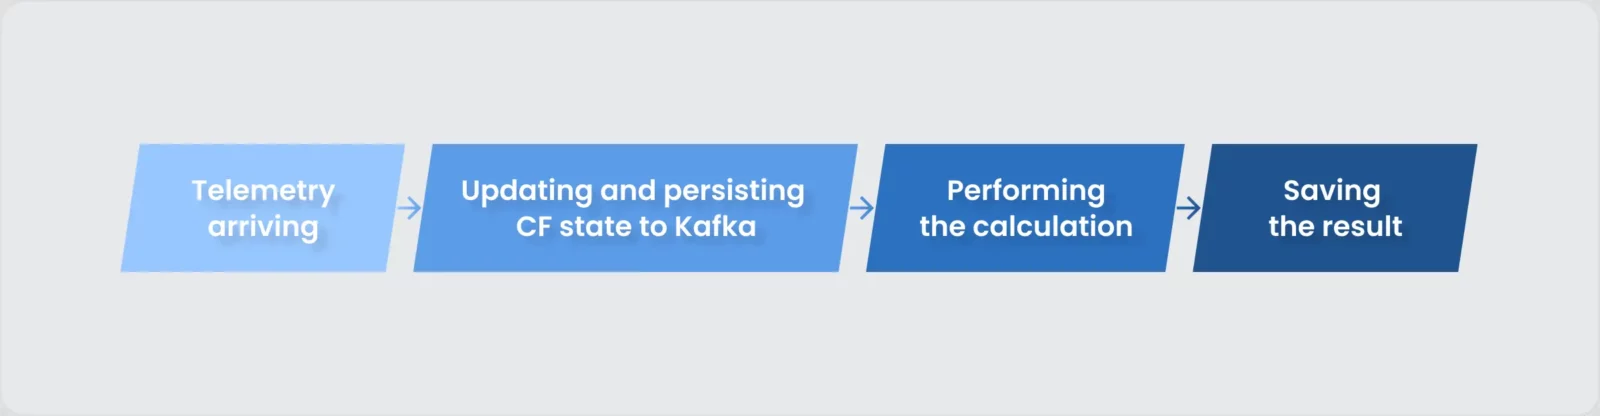 Telemetry
arriving
Updating and persisting
CF state to Kafka
Performing
the calculation
Saving
the result